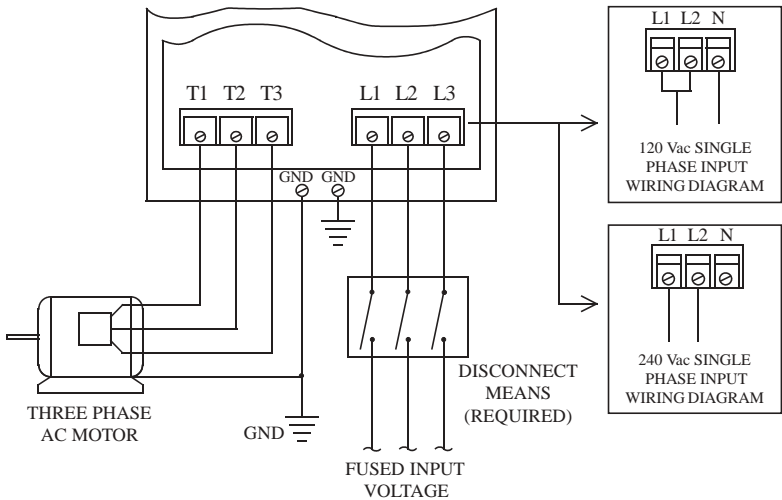 T1 T2 T3
L1 L2 L3
GND GND
L1 L2 N
120 Vac SINGLE
PHASE INPUT
WIRING DIAGRAM
L1 L2 N
240 Vac SINGLE
PHASE INPUT
WIRING DIAGRAM
THREE PHASE
AC MOTOR
GND
DISCONNECT
MEANS
(REQUIRED)
FUSED INPUT
VOLTAGE